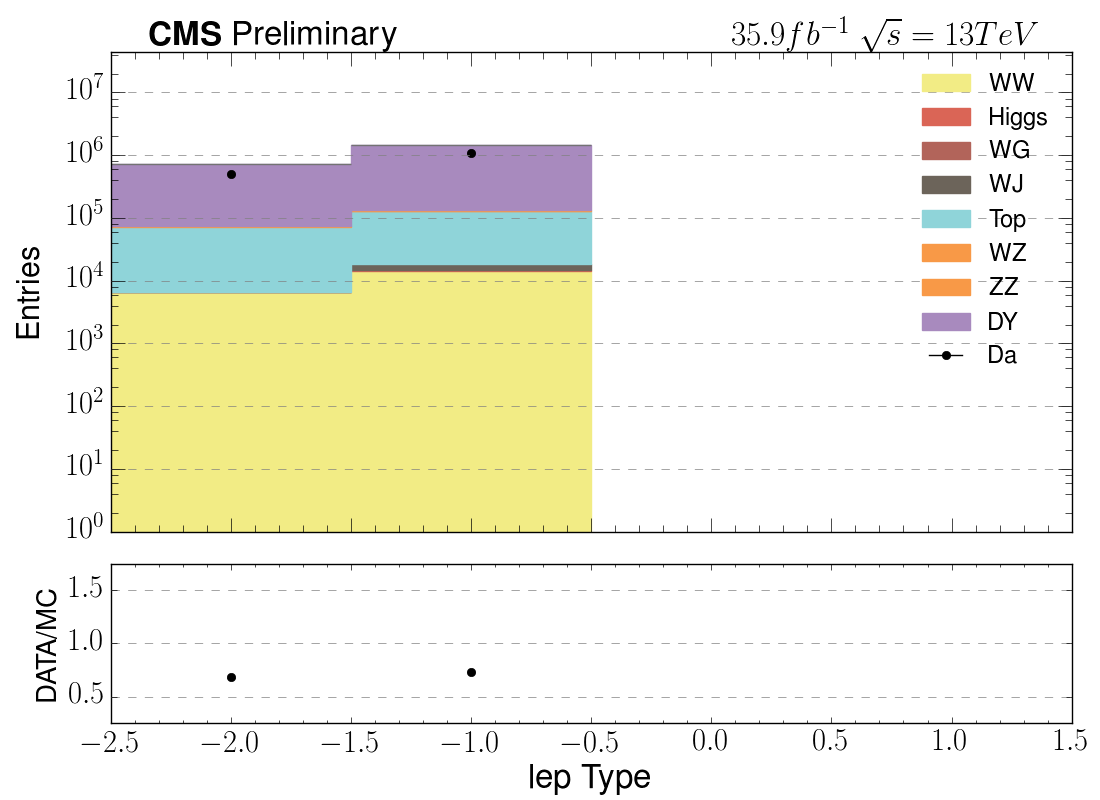 CMS Preliminary
35.9fb⁻¹ √s = 13TeV
Entries
10⁷
10⁶
10⁵
10⁴
10³
10²
10¹
10⁰
WW
Higgs
WG
WJ
Top
WZ
ZZ
DY
Da
DATA/MC
1.5
1.0
0.5
−2.5 −2.0 −1.5 −1.0 −0.5 0.0 0.5 1.0 1.5
lep Type